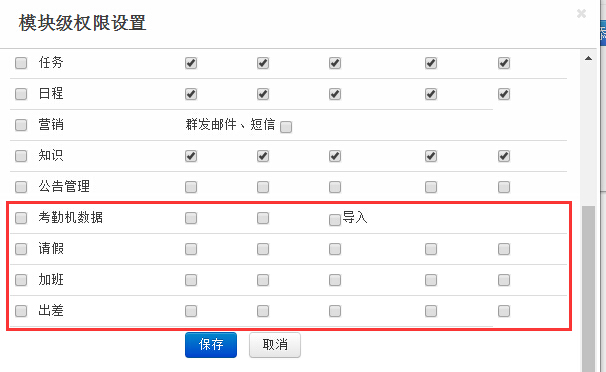 模块级权限设置
任务
日程
营销 群发邮件、短信
知识
公告管理
考勤机数据 导入
请假
加班
出差
保存 取消